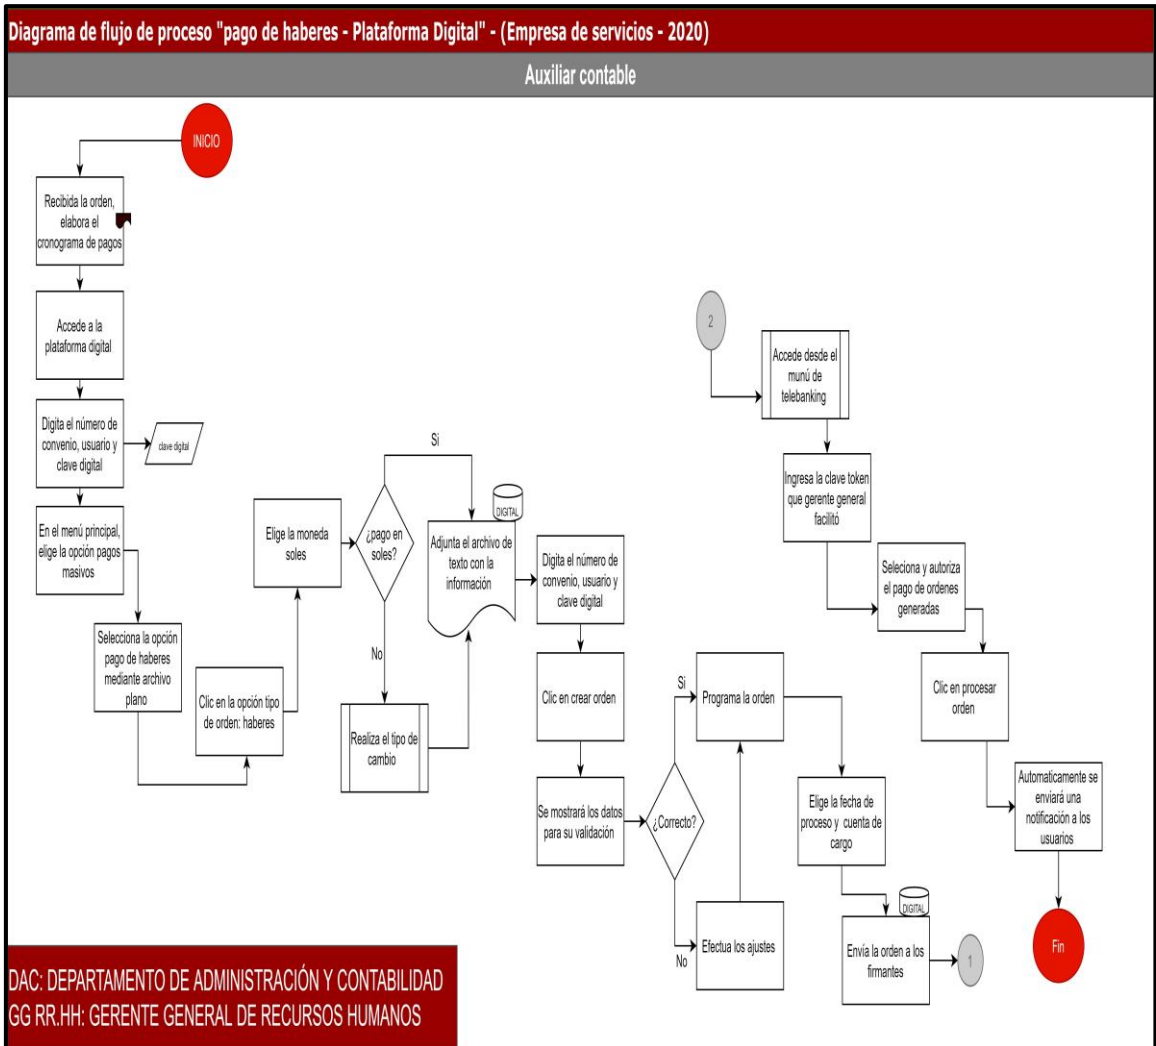 Diagrama de flujo de proceso "pago de haberes - Plataforma Digital" - (Empresa de servicios - 2020)
Auxiliar contable
INICIO
Recibida la orden,
elabora el
cronograma de pagos
Accede a la
plataforma digital
Digita el número de
convenio, usuario y
clave digital
clave digital
En el menú principal,
elige la opción pagos
masivos
Selecciona la opción
pago de haberes
mediante archivo
plano
Clic en la opción tipo
de orden: haberes
Elige la moneda
soles
¿pago en
soles?
Si
No
Realiza el tipo de
cambio
DIGITAL
Adjunta el archivo de
texto con la
información
Digita el número de
convenio, usuario y
clave digital
Clic en crear orden
Se mostrará los datos
para su validación
¿Correcto?
Si
No
Programa la orden
Efectua los ajustes
Elige la fecha de
proceso y cuenta de
cargo
DIGITAL
Envía la orden a los
firmantes
1
2
Accede desde el
munú de
telebanking
Ingresa la clave token
que gerente general
facilitó
Seleciona y autoriza
el pago de ordenes
generadas
Clic en procesar
orden
Automaticamente se
enviará una
notificación a los
usuarios
Fin
DAC: DEPARTAMENTO DE ADMINISTRACIÓN Y CONTABILIDAD
GG RR.HH: GERENTE GENERAL DE RECURSOS HUMANOS